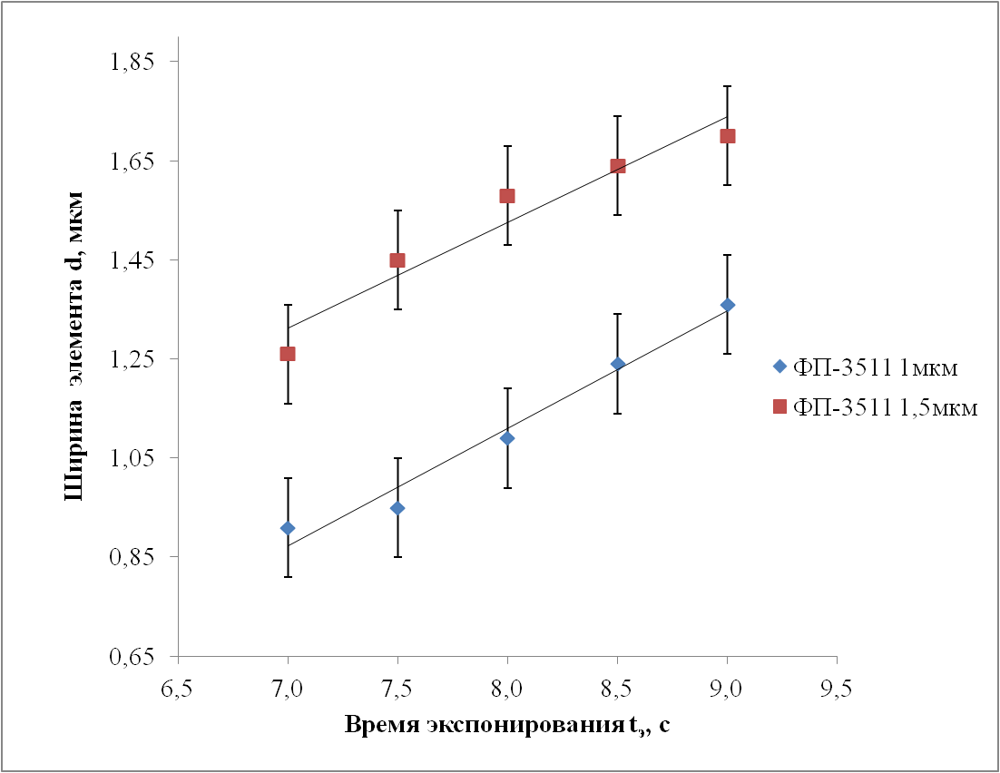 1,85
1,65
1,45
1,25
1,05
0,85
0,65
Ширина элемента d, мкм
6,5 7,0 7,5 8,0 8,5 9,0 9,5
Время экспонирования tэ, с
ФП-3511 1мкм
ФП-3511 1,5мкм